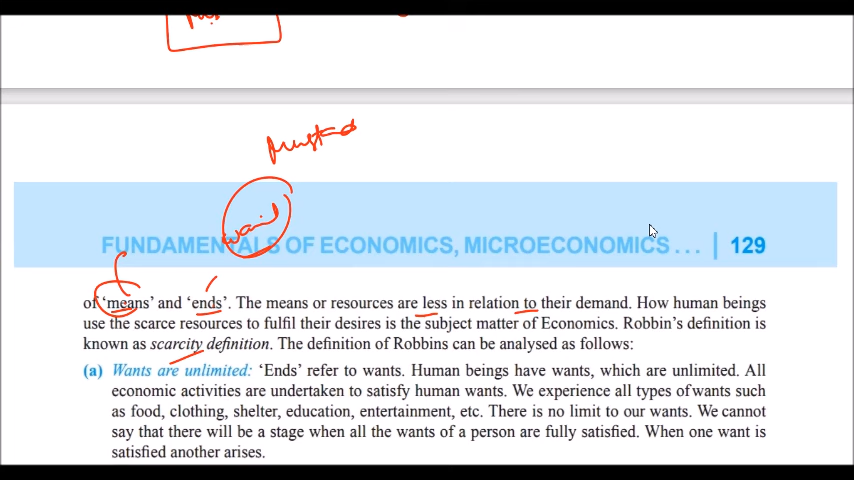 FUNDAMENTALS OF ECONOMICS, MICROECONOMICS ... | 129
of 'means' and 'ends'. The means or resources are less in relation to their demand. How human beings
use the scarce resources to fulfil their desires is the subject matter of Economics. Robbin's definition is
known as scarcity definition. The definition of Robbins can be analysed as follows:
(a) Wants are unlimited: 'Ends' refer to wants. Human beings have wants, which are unlimited. All
economic activities are undertaken to satisfy human wants. We experience all types of wants such
as food, clothing, shelter, education, entertainment, etc. There is no limit to our wants. We cannot
say that there will be a stage when all the wants of a person are fully satisfied. When one want is
satisfied another arises.